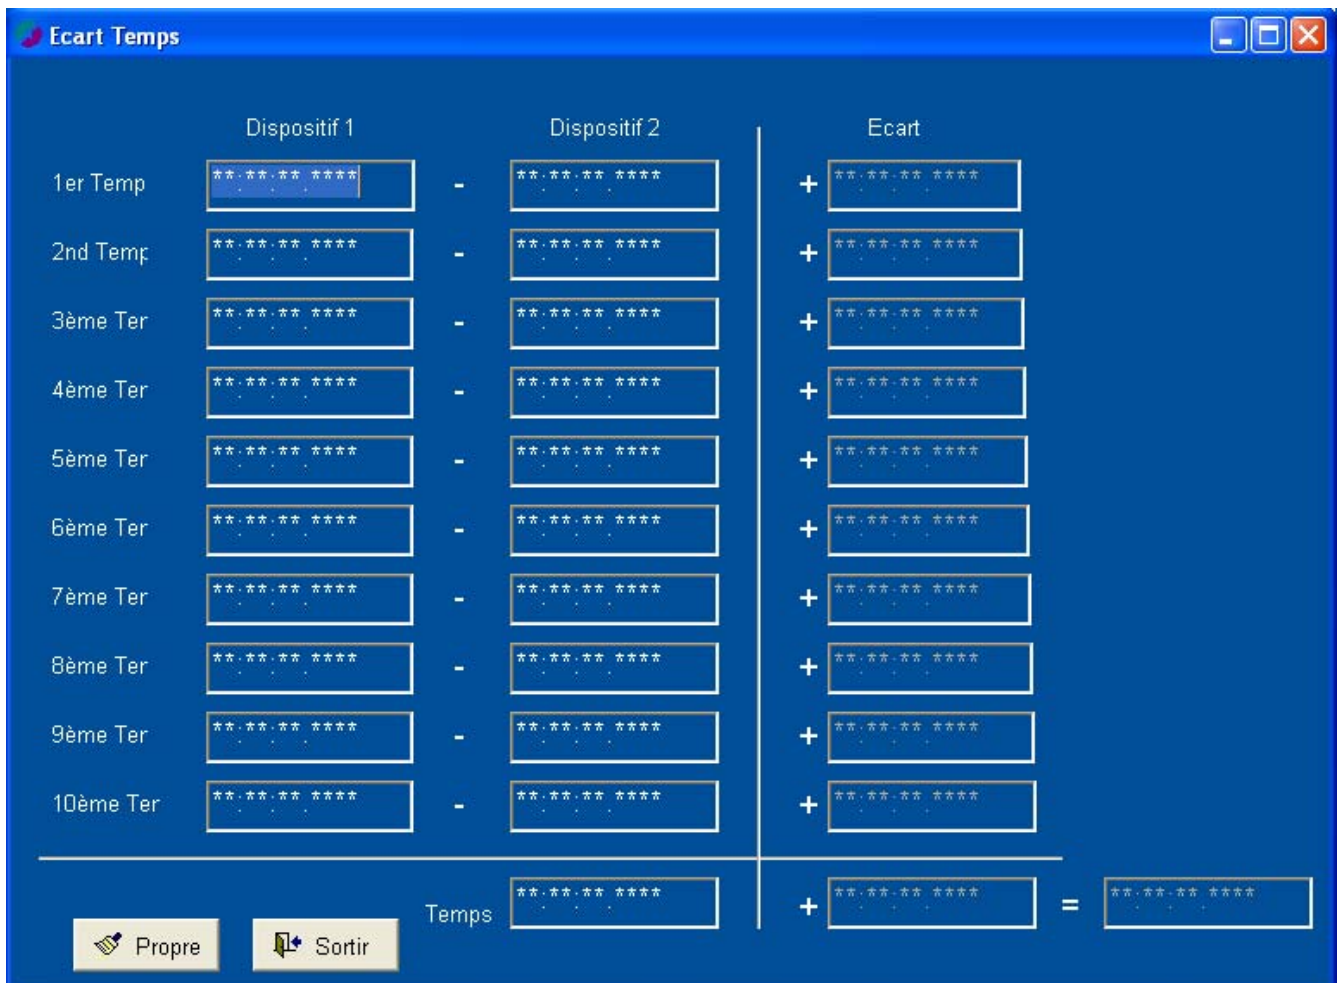 Ecart Temps
Dispositif 1 Dispositif 2 Ecart
1er Temp **:**:**.**** - **:**:**.**** + **:**:**.****
2nd Temp **:**:**.**** - **:**:**.**** + **:**:**.****
3ème Ter **:**:**.**** - **:**:**.**** + **:**:**.****
4ème Ter **:**:**.**** - **:**:**.**** + **:**:**.****
5ème Ter **:**:**.**** - **:**:**.**** + **:**:**.****
6ème Ter **:**:**.**** - **:**:**.**** + **:**:**.****
7ème Ter **:**:**.**** - **:**:**.**** + **:**:**.****
8ème Ter **:**:**.**** - **:**:**.**** + **:**:**.****
9ème Ter **:**:**.**** - **:**:**.**** + **:**:**.****
10ème Ter **:**:**.**** - **:**:**.**** + **:**:**.****
Temps **:**:**.**** + **:**:**.**** = **:**:**.****
Propre Sortir